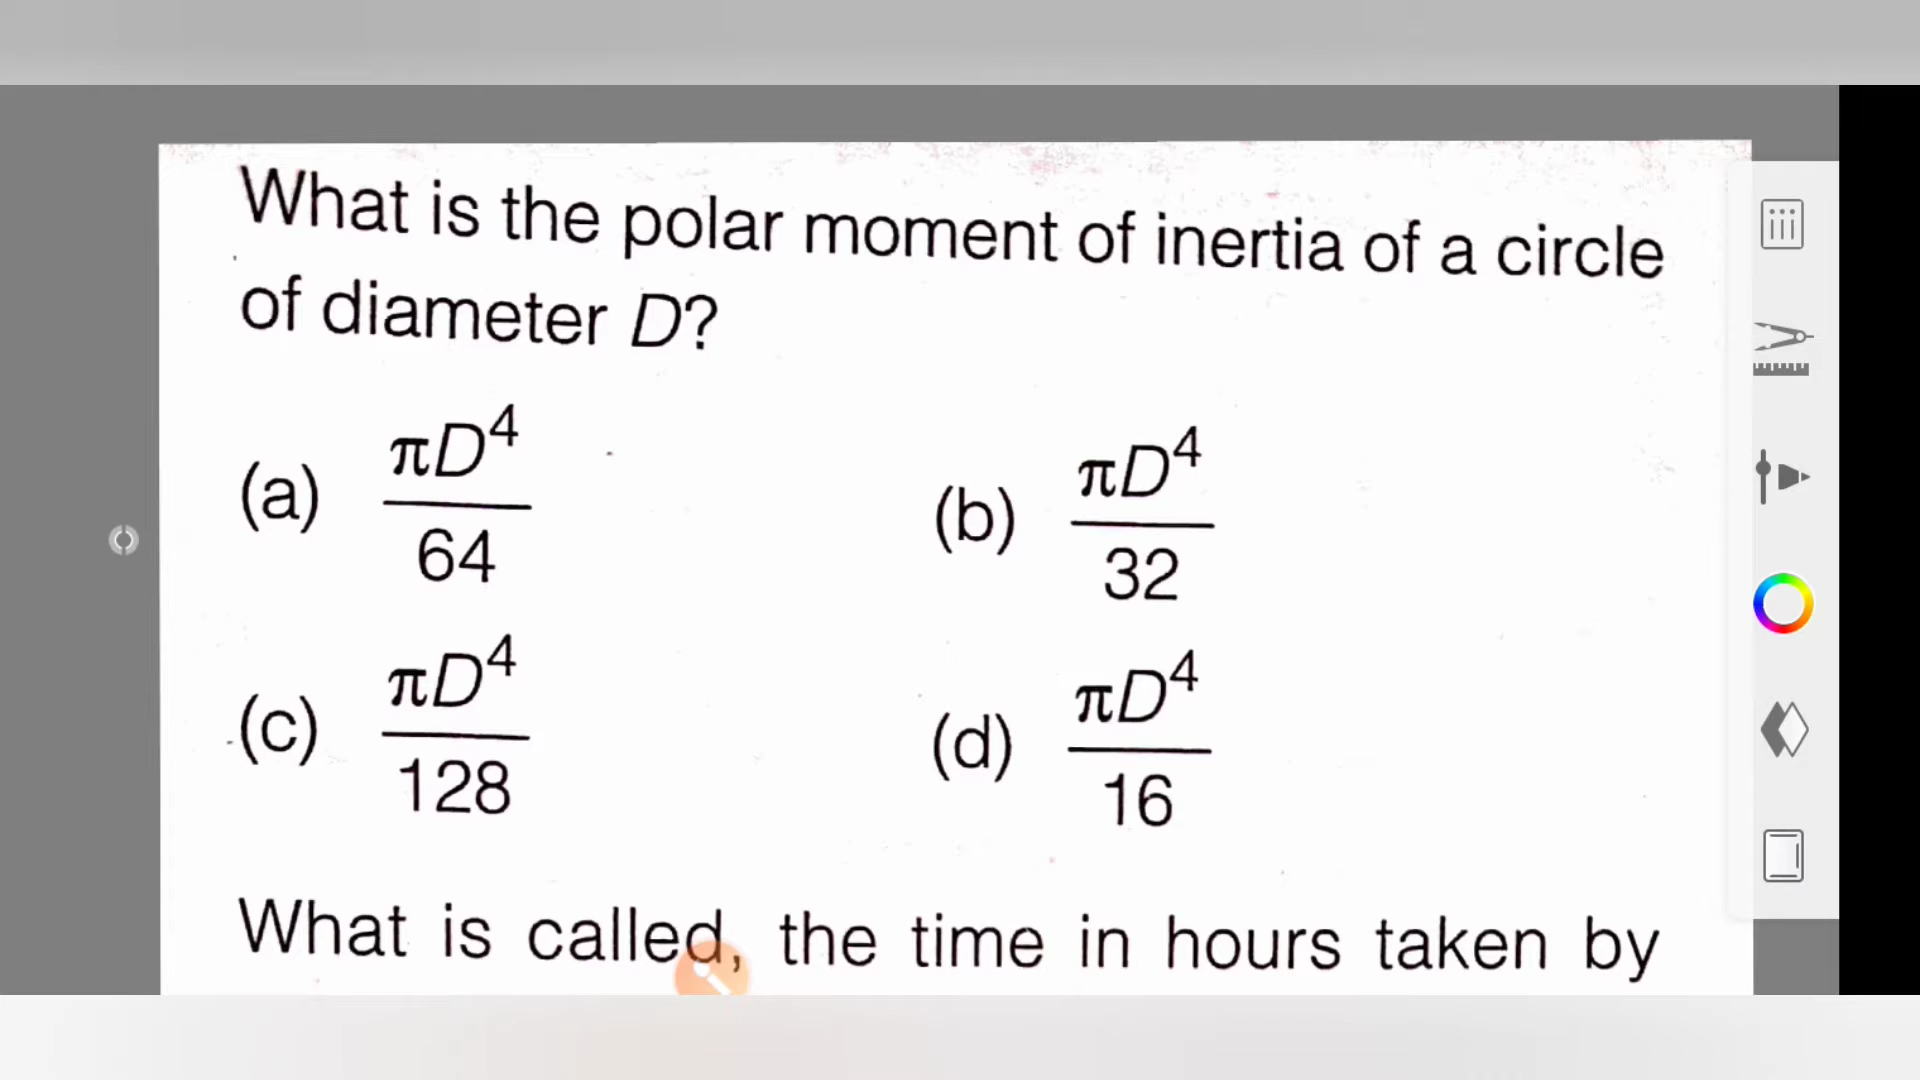 What is the polar moment of inertia of a circle
of diameter D?
(a) πD⁴/64 (b) πD⁴/32
(c) πD⁴/128 (d) πD⁴/16
What is called, the time in hours taken by